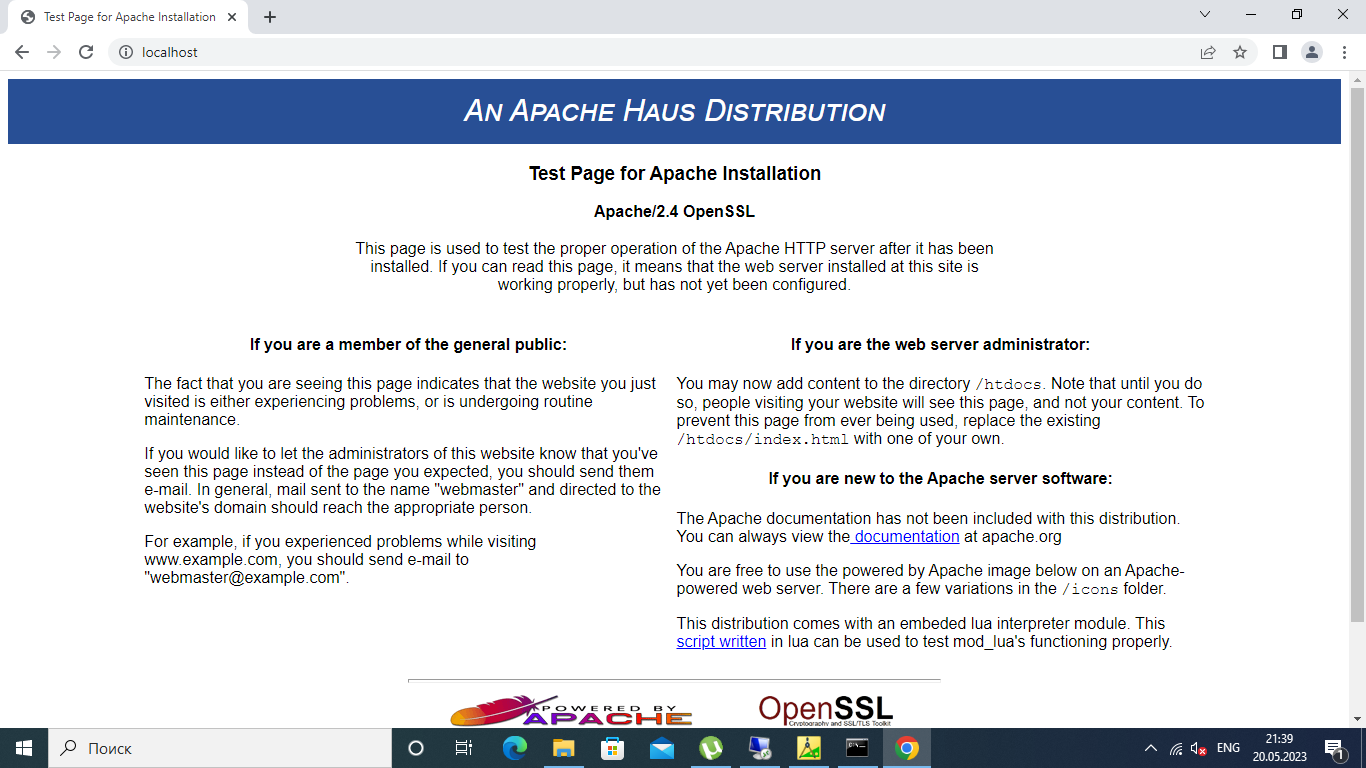 Test Page for Apache Installation
localhost
AN APACHE HAUS DISTRIBUTION
Test Page for Apache Installation
Apache/2.4 OpenSSL
This page is used to test the proper operation of the Apache HTTP server after it has been
installed. If you can read this page, it means that the web server installed at this site is
working properly, but has not yet been configured.
If you are a member of the general public:
The fact that you are seeing this page indicates that the website you just
visited is either experiencing problems, or is undergoing routine
maintenance.
If you would like to let the administrators of this website know that you've
seen this page instead of the page you expected, you should send them
e-mail. In general, mail sent to the name "webmaster" and directed to the
website's domain should reach the appropriate person.
For example, if you experienced problems while visiting
www.example.com, you should send e-mail to
"webmaster@example.com".
If you are the web server administrator:
You may now add content to the directory /htdocs. Note that until you do
so, people visiting your website will see this page, and not your content. To
prevent this page from ever being used, replace the existing
/htdocs/index.html with one of your own.
If you are new to the Apache server software:
The Apache documentation has not been included with this distribution.
You can always view the documentation at apache.org
You are free to use the powered by Apache image below on an Apache-
powered web server. There are a few variations in the /icons folder.
This distribution comes with an embeded lua interpreter module. This
script written in lua can be used to test mod_lua's functioning properly.
POWERED BY
APACHE
OpenSSL
Cryptography and SSL/TLS Toolkit
Поиск
ENG
21:39
20.05.2023
1